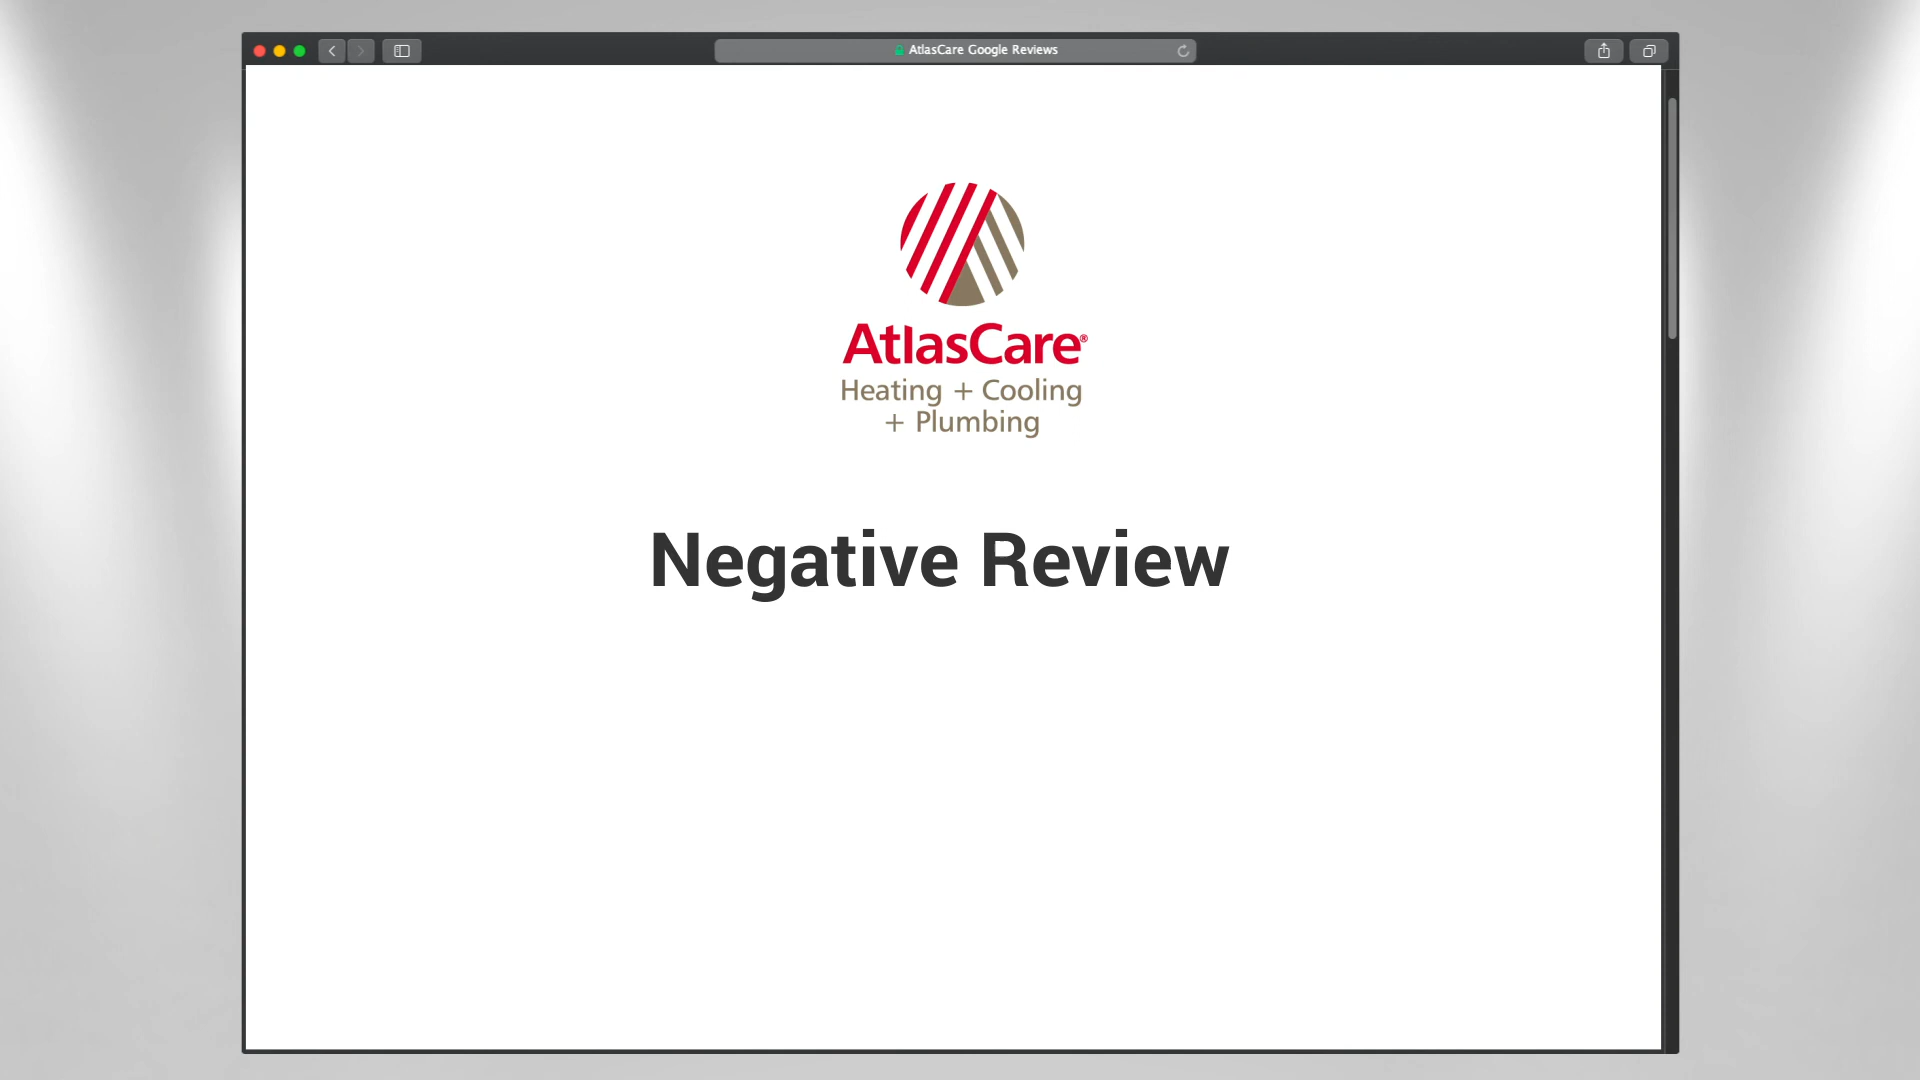 AtlasCare Google Reviews
AtlasCare®
Heating + Cooling
+ Plumbing
Negative Review